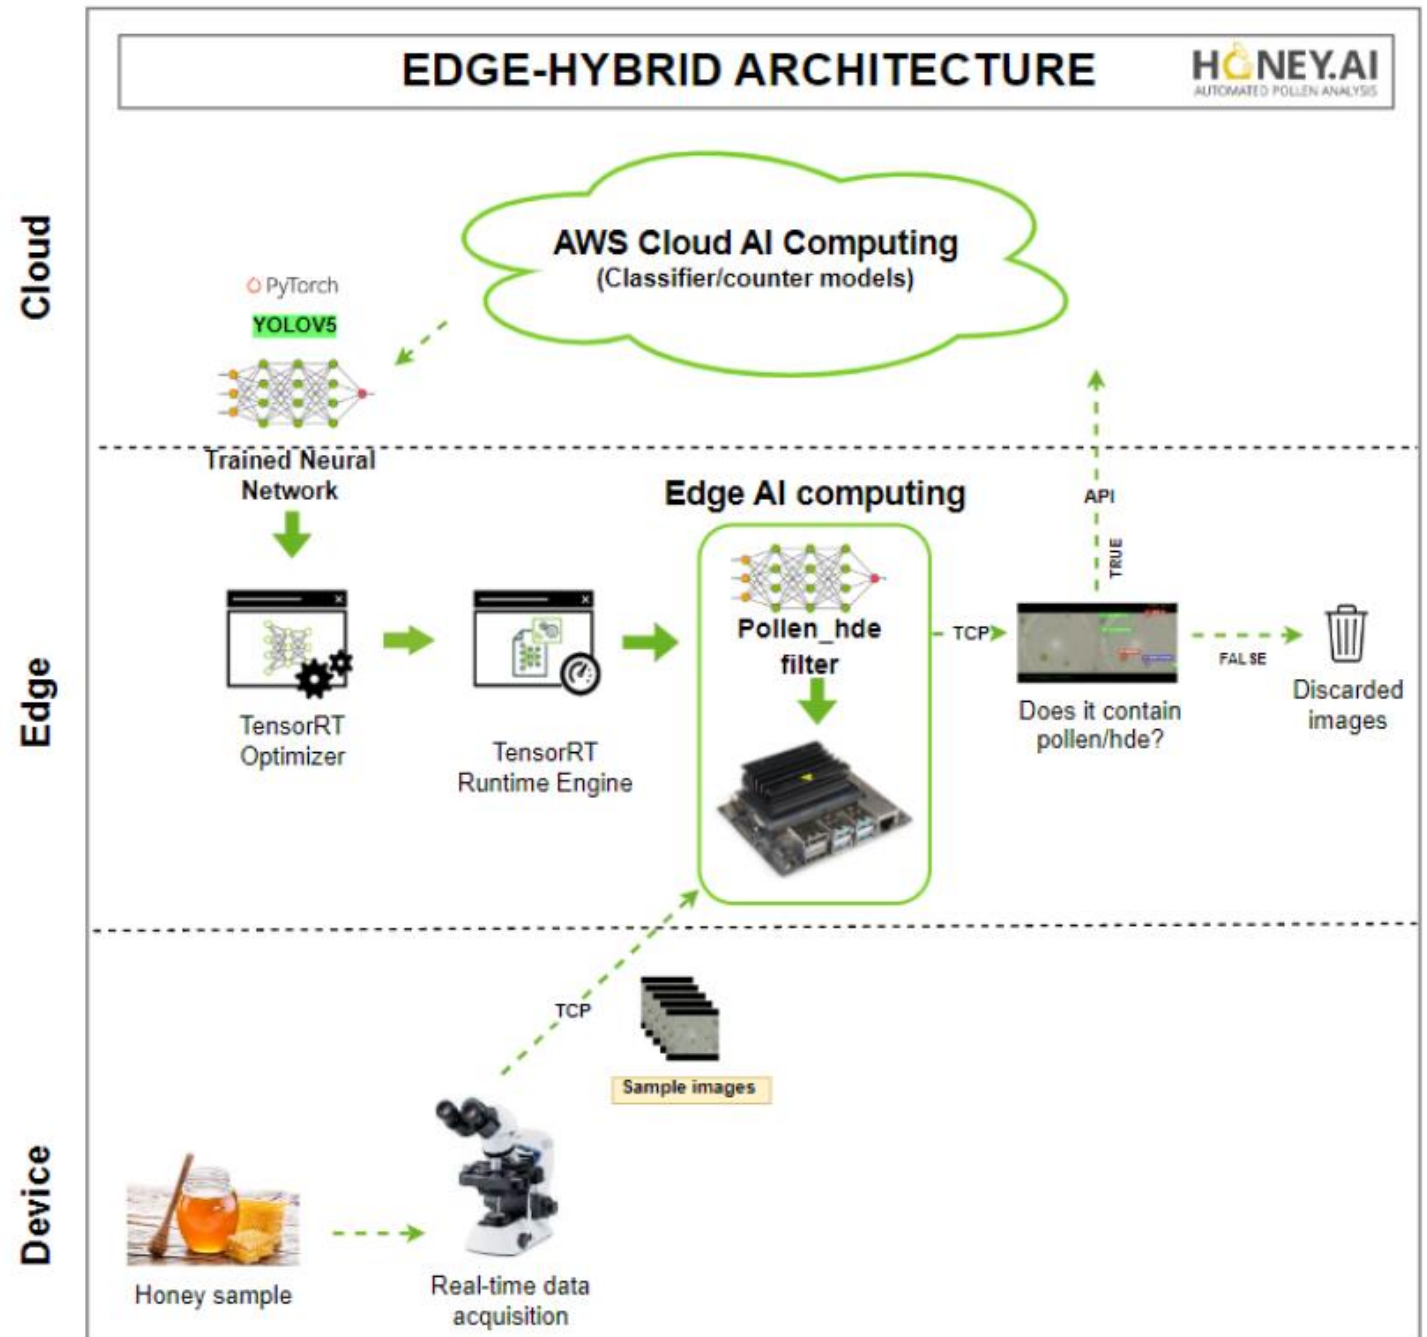 EDGE-HYBRID ARCHITECTURE
HONEY.AI
AUTOMATED POLLEN ANALYSIS
Cloud
AWS Cloud AI Computing
(Classifier/counter models)
PyTorch
YOLOV5
Trained Neural
Network
Edge
Edge AI computing
API
TRUE
Pollen_hde
filter
TCP
FALSE
TensorRT
Optimizer
TensorRT
Runtime Engine
Does it contain
pollen/hde?
Discarded
images
Device
TCP
Sample images
Honey sample
Real-time data
acquisition